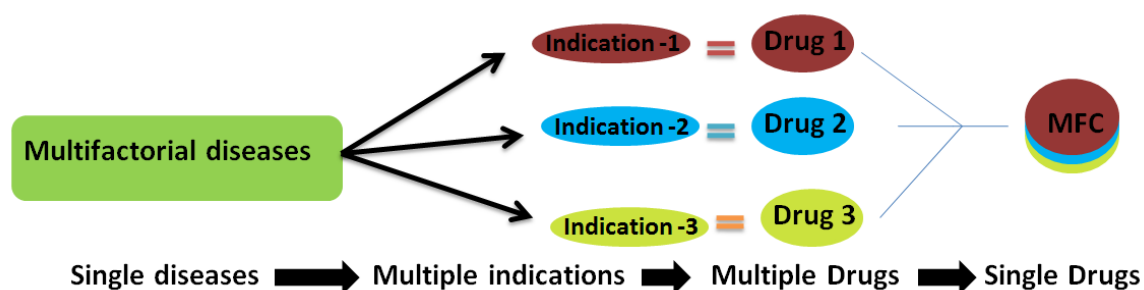 Indication -1 = Drug 1
Multifactorial diseases
Indication -2 = Drug 2
MFC
Indication -3 = Drug 3
Single diseases Multiple indications Multiple Drugs Single Drugs